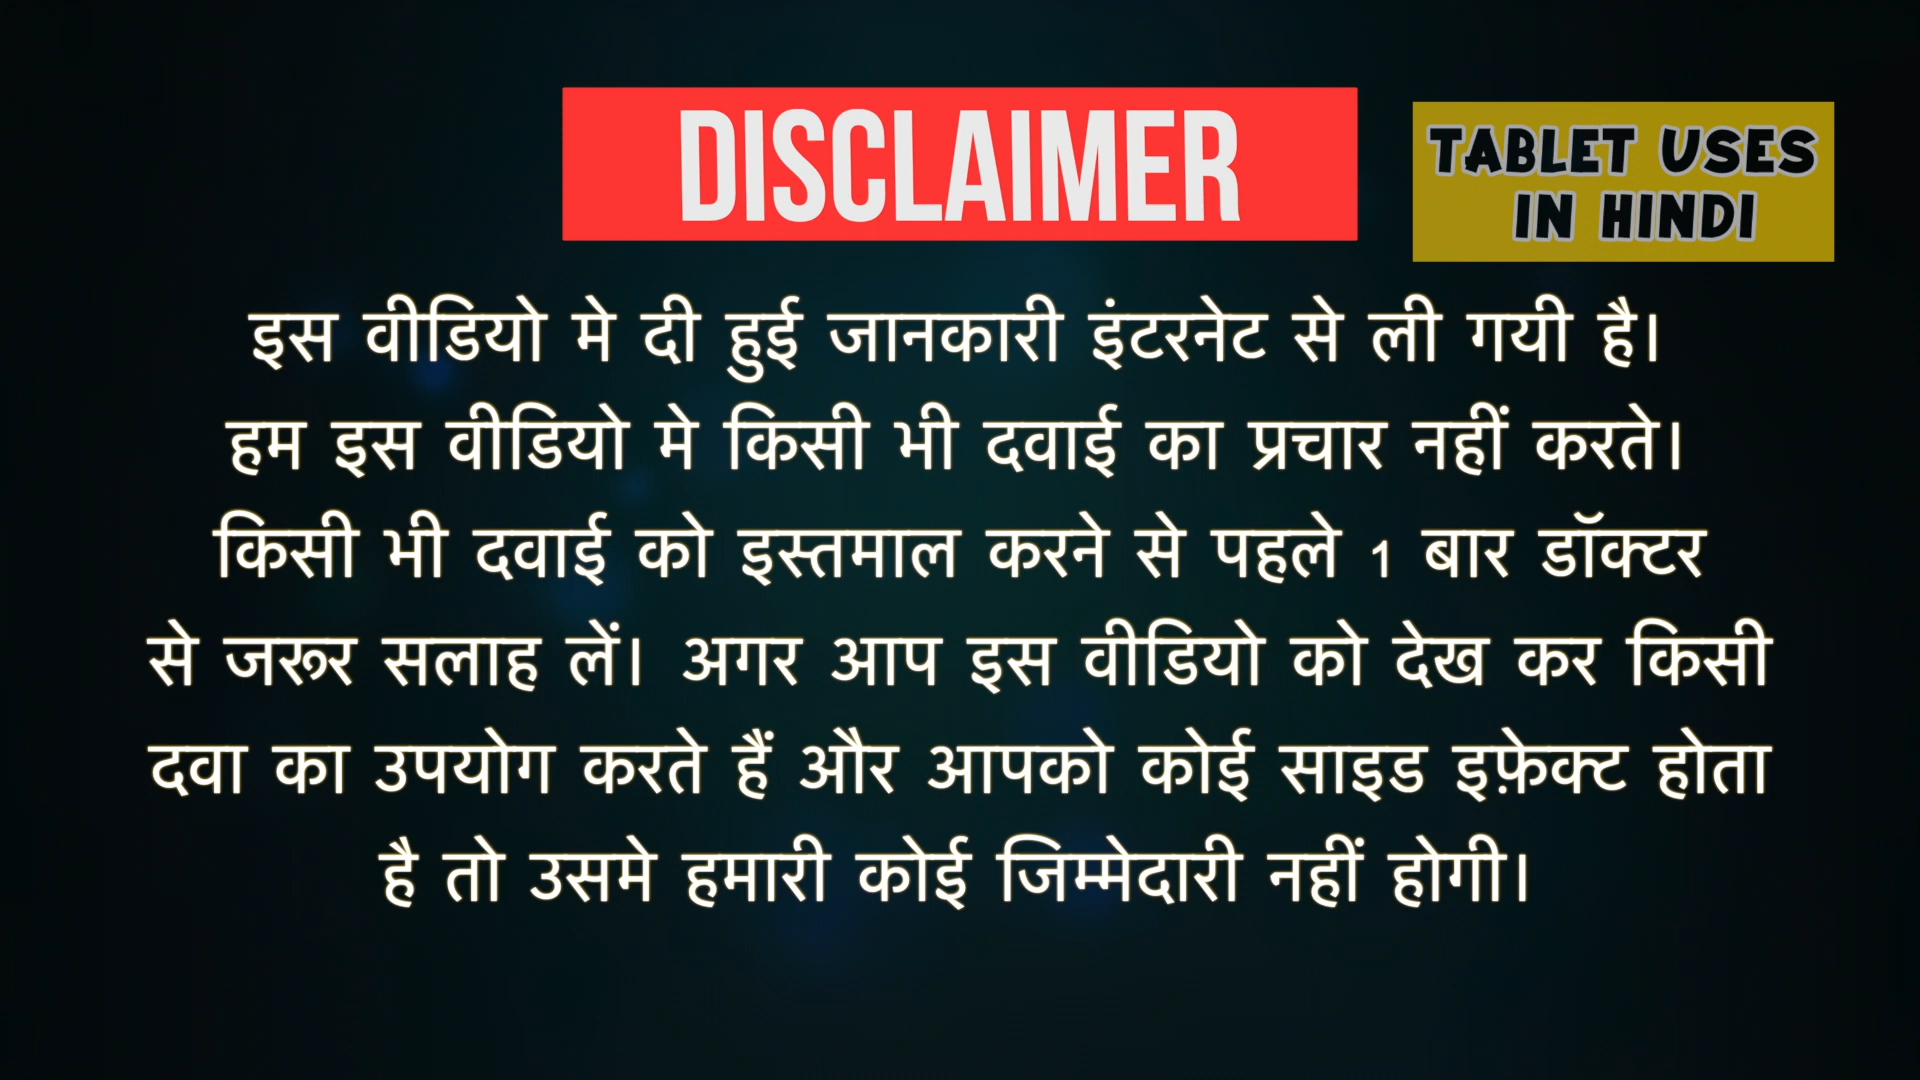 DISCLAIMER
TABLET USES
IN HINDI
इस वीडियो मे दी हुई जानकारी इंटरनेट से ली गयी है।
हम इस वीडियो मे किसी भी दवाई का प्रचार नहीं करते।
किसी भी दवाई को इस्तमाल करने से पहले 1 बार डॉक्टर
से जरूर सलाह लें। अगर आप इस वीडियो को देख कर किसी
दवा का उपयोग करते हैं और आपको कोई साइड इफ़ेक्ट होता
है तो उसमे हमारी कोई जिम्मेदारी नहीं होगी।